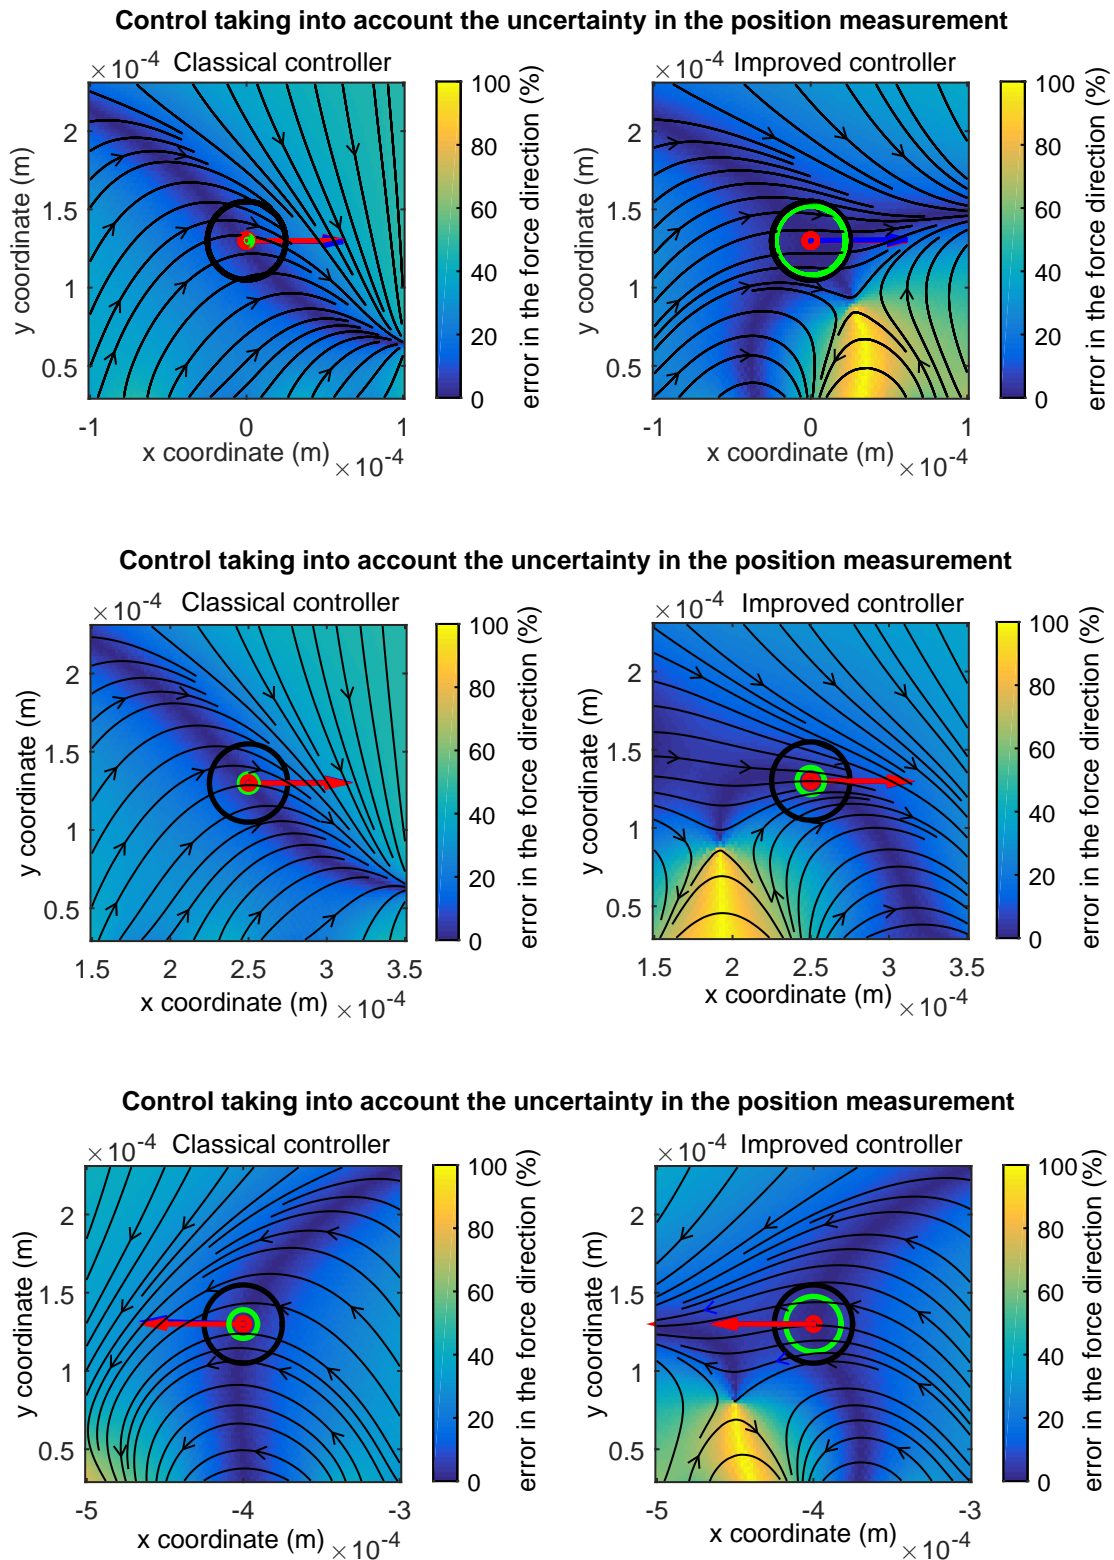 Control taking into account the uncertainty in the position measurement
×10-4 Classical controller
y coordinate (m)
2
1.5
1
0.5
-1 0 1
x coordinate (m) ×10-4
100
80
60
40
20
0
error in the force direction (%)
×10-4 Improved controller
y coordinate (m)
2
1.5
1
0.5
-1 0 1
x coordinate (m) ×10-4
100
80
60
40
20
0
error in the force direction (%)
Control taking into account the uncertainty in the position measurement
×10-4 Classical controller
y coordinate (m)
2
1.5
1
0.5
1.5 2 2.5 3 3.5
x coordinate (m) ×10-4
100
80
60
40
20
0
error in the force direction (%)
×10-4 Improved controller
y coordinate (m)
2
1.5
1
0.5
1.5 2 2.5 3 3.5
x coordinate (m) ×10-4
100
80
60
40
20
0
error in the force direction (%)
Control taking into account the uncertainty in the position measurement
×10-4 Classical controller
y coordinate (m)
2
1.5
1
0.5
-5 -4 -3
x coordinate (m) ×10-4
100
80
60
40
20
0
error in the force direction (%)
×10-4 Improved controller
y coordinate (m)
2
1.5
1
0.5
-5 -4 -3
x coordinate (m) ×10-4
100
80
60
40
20
0
error in the force direction (%)